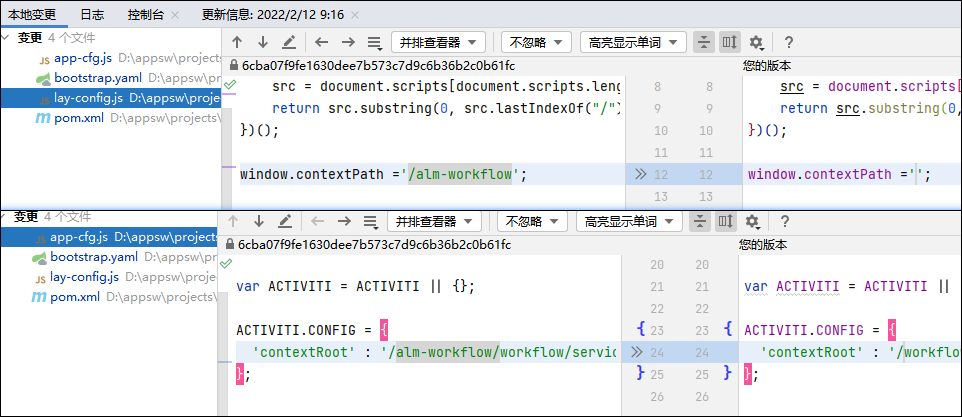 本地变更 日志 控制台 × 更新信息: 2022/2/12 9:16 ×
变更 4 个文件
app-cfg.js D:\appsw\projects
bootstrap.yaml D:\appsw\
lay-config.js D:\appsw\proje
pom.xml D:\appsw\projects\
并排查看器 不忽略 高亮显示单词 ?
6cba07f9fe1630dee7b573c7d9c6b36b2c0b61fc 您的版本
src = document.scripts[document.scripts.leng 8 8 src = document.scripts[
return src.substring(0, src.lastIndexOf("/") 9 9 return src.substring(0,
})(); 10 10 })();
11 11
window.contextPath ='/alm-workflow'; 12 12 window.contextPath ='';
13 13
变更 4 个文件
app-cfg.js D:\appsw\projects
bootstrap.yaml D:\appsw\
lay-config.js D:\appsw\proje
pom.xml D:\appsw\projects\
并排查看器 不忽略 高亮显示单词 ?
6cba07f9fe1630dee7b573c7d9c6b36b2c0b61fc 您的版本
20 20
var ACTIVITI = ACTIVITI || {}; 21 21 var ACTIVITI = ACTIVITI ||
22 22
ACTIVITI.CONFIG = { 23 23 ACTIVITI.CONFIG = {
'contextRoot' : '/alm-workflow/workflow/servic 24 24 'contextRoot' : '/workflow
}; 25 25 };
26 26